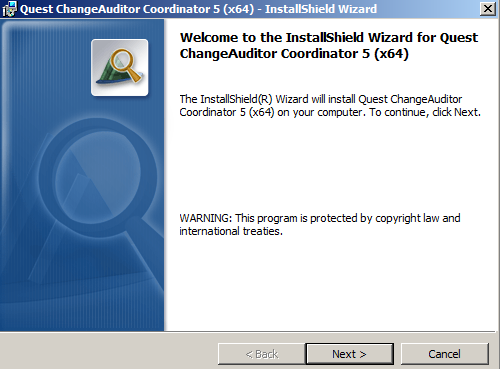 Quest ChangeAuditor Coordinator 5 (x64) - InstallShield Wizard
Welcome to the InstallShield Wizard for Quest
ChangeAuditor Coordinator 5 (x64)
The InstallShield(R) Wizard will install Quest ChangeAuditor
Coordinator 5 (x64) on your computer. To continue, click Next.
WARNING: This program is protected by copyright law and
international treaties.
< Back
Next >
Cancel